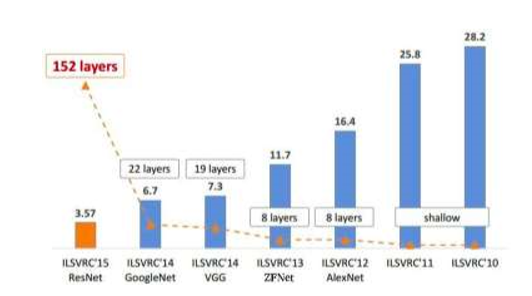 28.2
25.8
152 layers
16.4
11.7
22 layers 19 layers
6.7 7.3
3.57
8 layers 8 layers shallow
ILSVRC'15 ILSVRC'14 ILSVRC'14 ILSVRC'13 ILSVRC'12 ILSVRC'11 ILSVRC'10
ResNet GoogleNet VGG ZFNet AlexNet